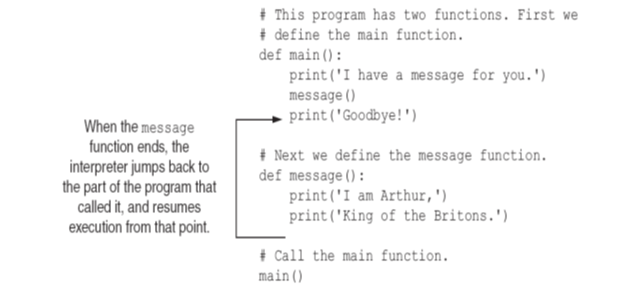 # This program has two functions. First we
# define the main function.
def main():
    print('I have a message for you.')
    message()
    print('Goodbye!')
When the message
function ends, the
interpreter jumps back to
the part of the program that
called it, and resumes
execution from that point.
# Next we define the message function.
def message():
    print('I am Arthur,')
    print('King of the Britons.')
# Call the main function.
main()